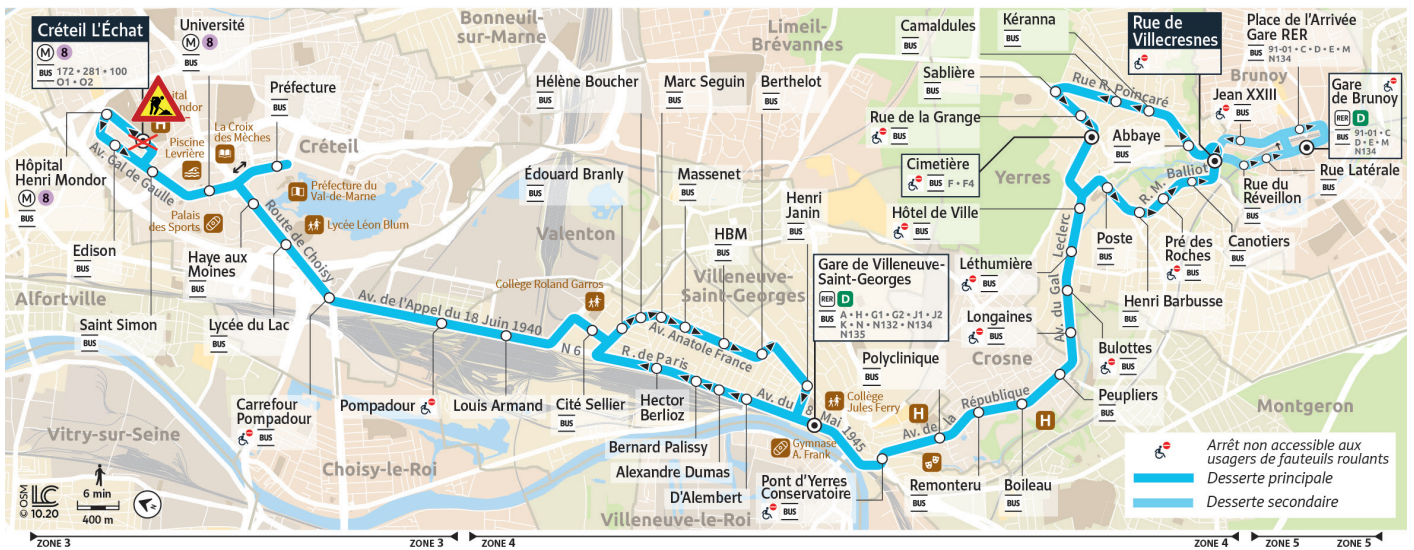 Créteil L'Échat
M 8
BUS 172 • 281 • 100
O1 • O2
Université
M 8
BUS
Préfecture
BUS
Hôpital
Henri Mondor
M 8
BUS
Edison
BUS
Saint Simon
BUS
Haye aux
Moines
BUS
Lycée du Lac
BUS
Carrefour
Pompadour
BUS
Pompadour
BUS
Louis Armand
BUS
Cité Sellier
BUS
Édouard Branly
BUS
Hélène Boucher
BUS
Marc Seguin
BUS
Massenet
BUS
HBM
BUS
Berthelot
BUS
Henri
Janin
BUS
Hector
Berlioz
BUS
Bernard Palissy
BUS
Alexandre Dumas
BUS
D'Alembert
BUS
Gare de Villeneuve-
Saint-Georges
RER D
BUS
A • H • G1 • G2 • J1 • J2
K • N • N132 • N134
N135
Pont d'Yerres
Conservatoire
BUS
Polyclinique
BUS
Remonteru
BUS
Boileau
BUS
Peupliers
BUS
Bulottes
BUS
Longaines
BUS
Léthumière
BUS
Hôtel de Ville
BUS
Cimetière
BUS F • F4
Rue de la Grange
BUS
Sablière
BUS
Camaldules
BUS
Kéranna
BUS
Abbaye
BUS
Poste
BUS
Henri Barbusse
BUS
Pré des
Roches
BUS
Canotiers
BUS
Rue de
Villecresnes
BUS
Rue du
Réveillon
BUS
Rue Latérale
BUS
Jean XXIII
BUS
Place de l'Arrivée
Gare RER
BUS 91-01 • C • D • E • M
N134
Gare
de Brunoy
RER D
BUS
91-01 • C
D • E • M
N134
Bonneuil-
sur-Marne
Limeil-
Brévannes
Créteil
Valenton
Villeneuve-
Saint-Georges
Alfortville
Vitry-sur-Seine
Choisy-le-Roi
Villeneuve-le-Roi
Crosne
Yerres
Brunoy
Montgeron
Piscine
Levrière
La Croix
des Mèches
Palais
des Sports
Préfecture du
Val-de-Marne
Lycée Léon Blum
Collège Roland Garros
Collège
Jules Ferry
Gymnase
A. Frank
H
H
H
Av. Gal de Gaulle
Route de Choisy
Av. de l'Appel du 18 Juin 1940
N 6
R. de Paris
Av. Anatole France
Av. du 8 Mai 1945
Av. de la République
Av. du Gal Leclerc
Rue R. Poincaré
R. M. Balliot
Arrêt non accessible aux
usagers de fauteuils roulants
Desserte principale
Desserte secondaire
6 min
400 m
© OSM
LC
10.20
ZONE 3
ZONE 3
ZONE 4
ZONE 4
ZONE 5
ZONE 5